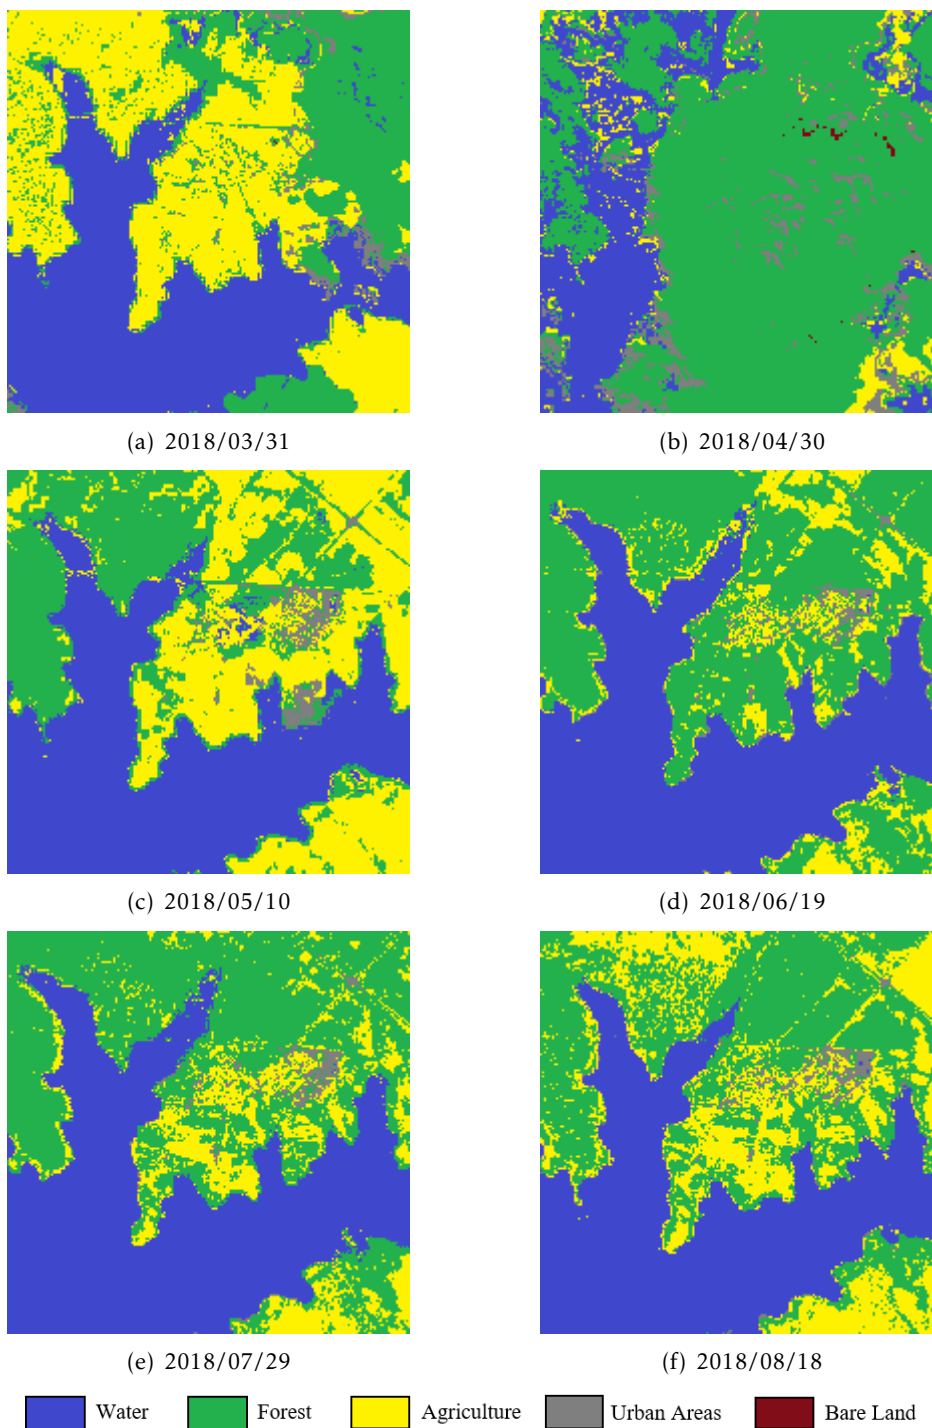 (a) 2018/03/31
(b) 2018/04/30
(c) 2018/05/10
(d) 2018/06/19
(e) 2018/07/29
(f) 2018/08/18
Water Forest Agriculture Urban Areas Bare Land